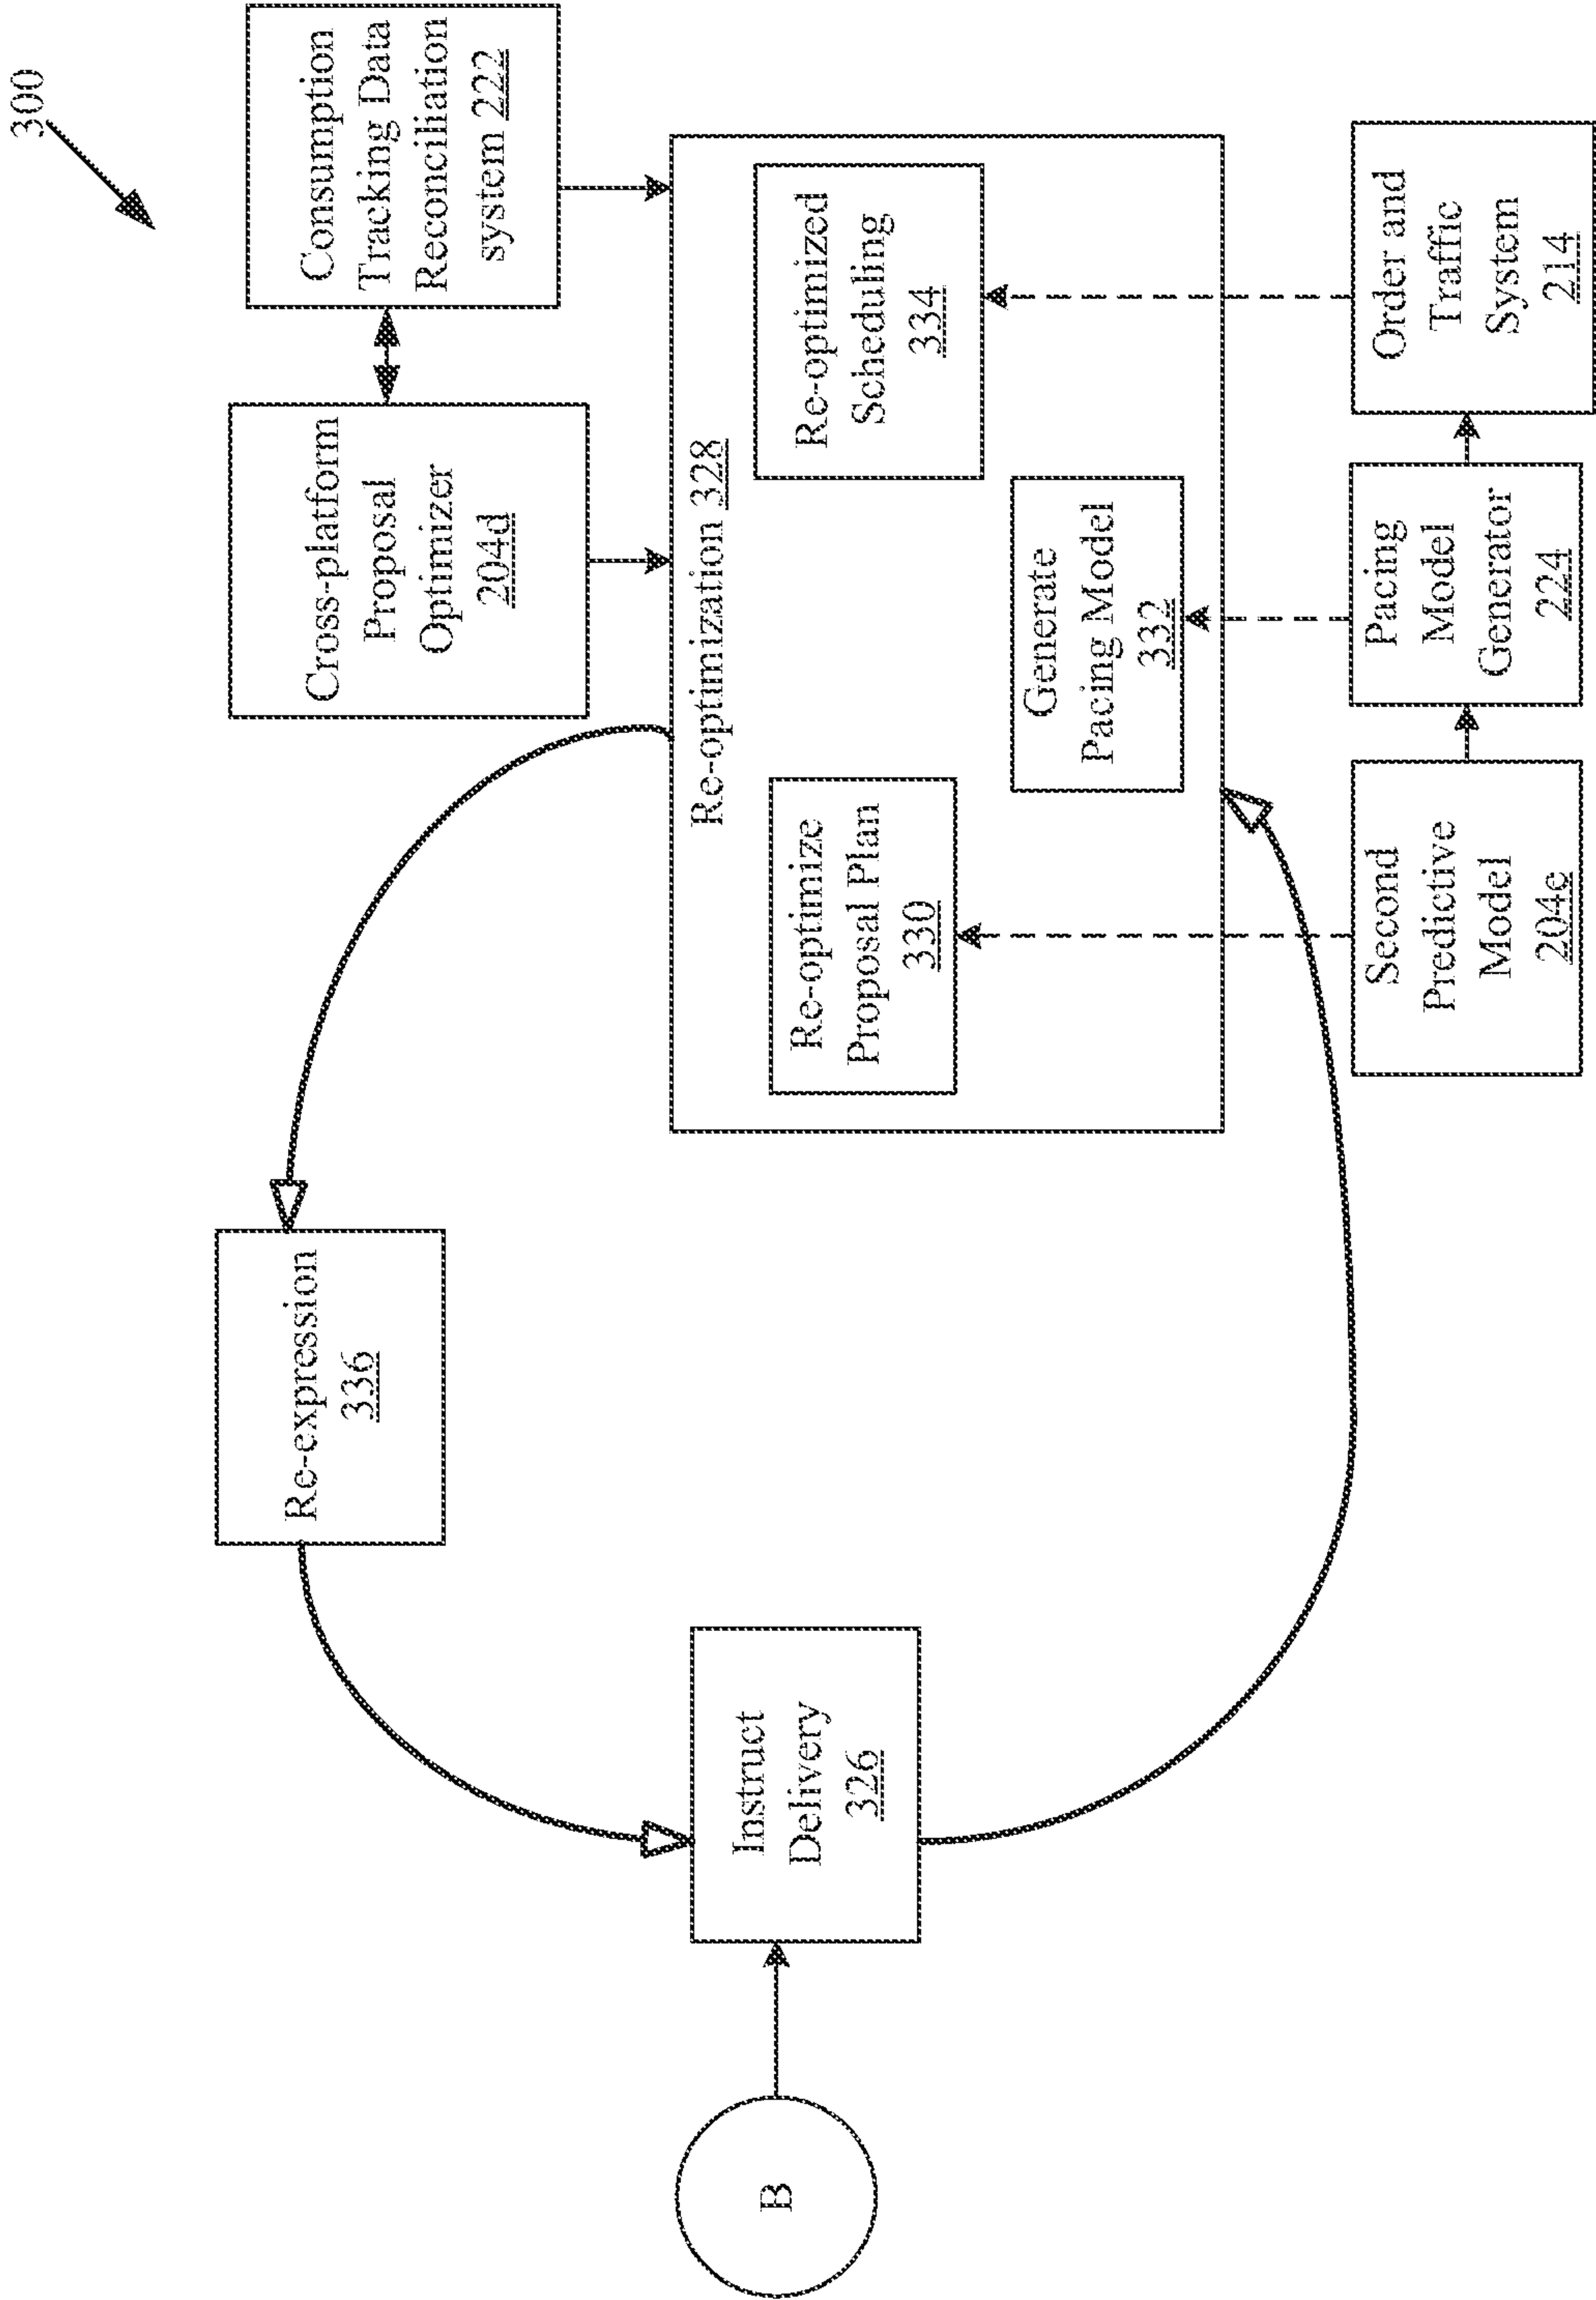 300
Consumption
Tracking Data
Reconciliation
system 222
Cross-platform
Proposal
Optimizer
204d
Re-expression
336
Re-optimization 328
Re-optimize
Proposal Plan
330
Generate
Pacing Model
332
Re-optimized
Scheduling
334
B
Instruct
Delivery
326
Second
Predictive
Model
204e
Pacing
Model
Generator
224
Order and
Traffic
System
214